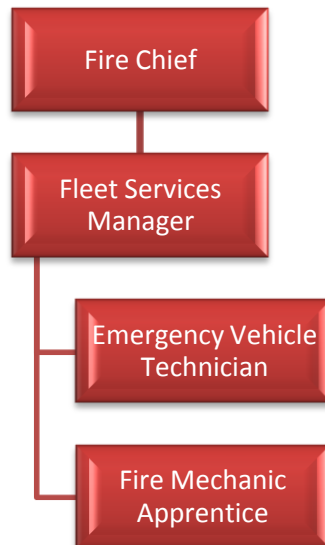 Fire Chief
Fleet Services
Manager
Emergency Vehicle
Technician
Fire Mechanic
Apprentice